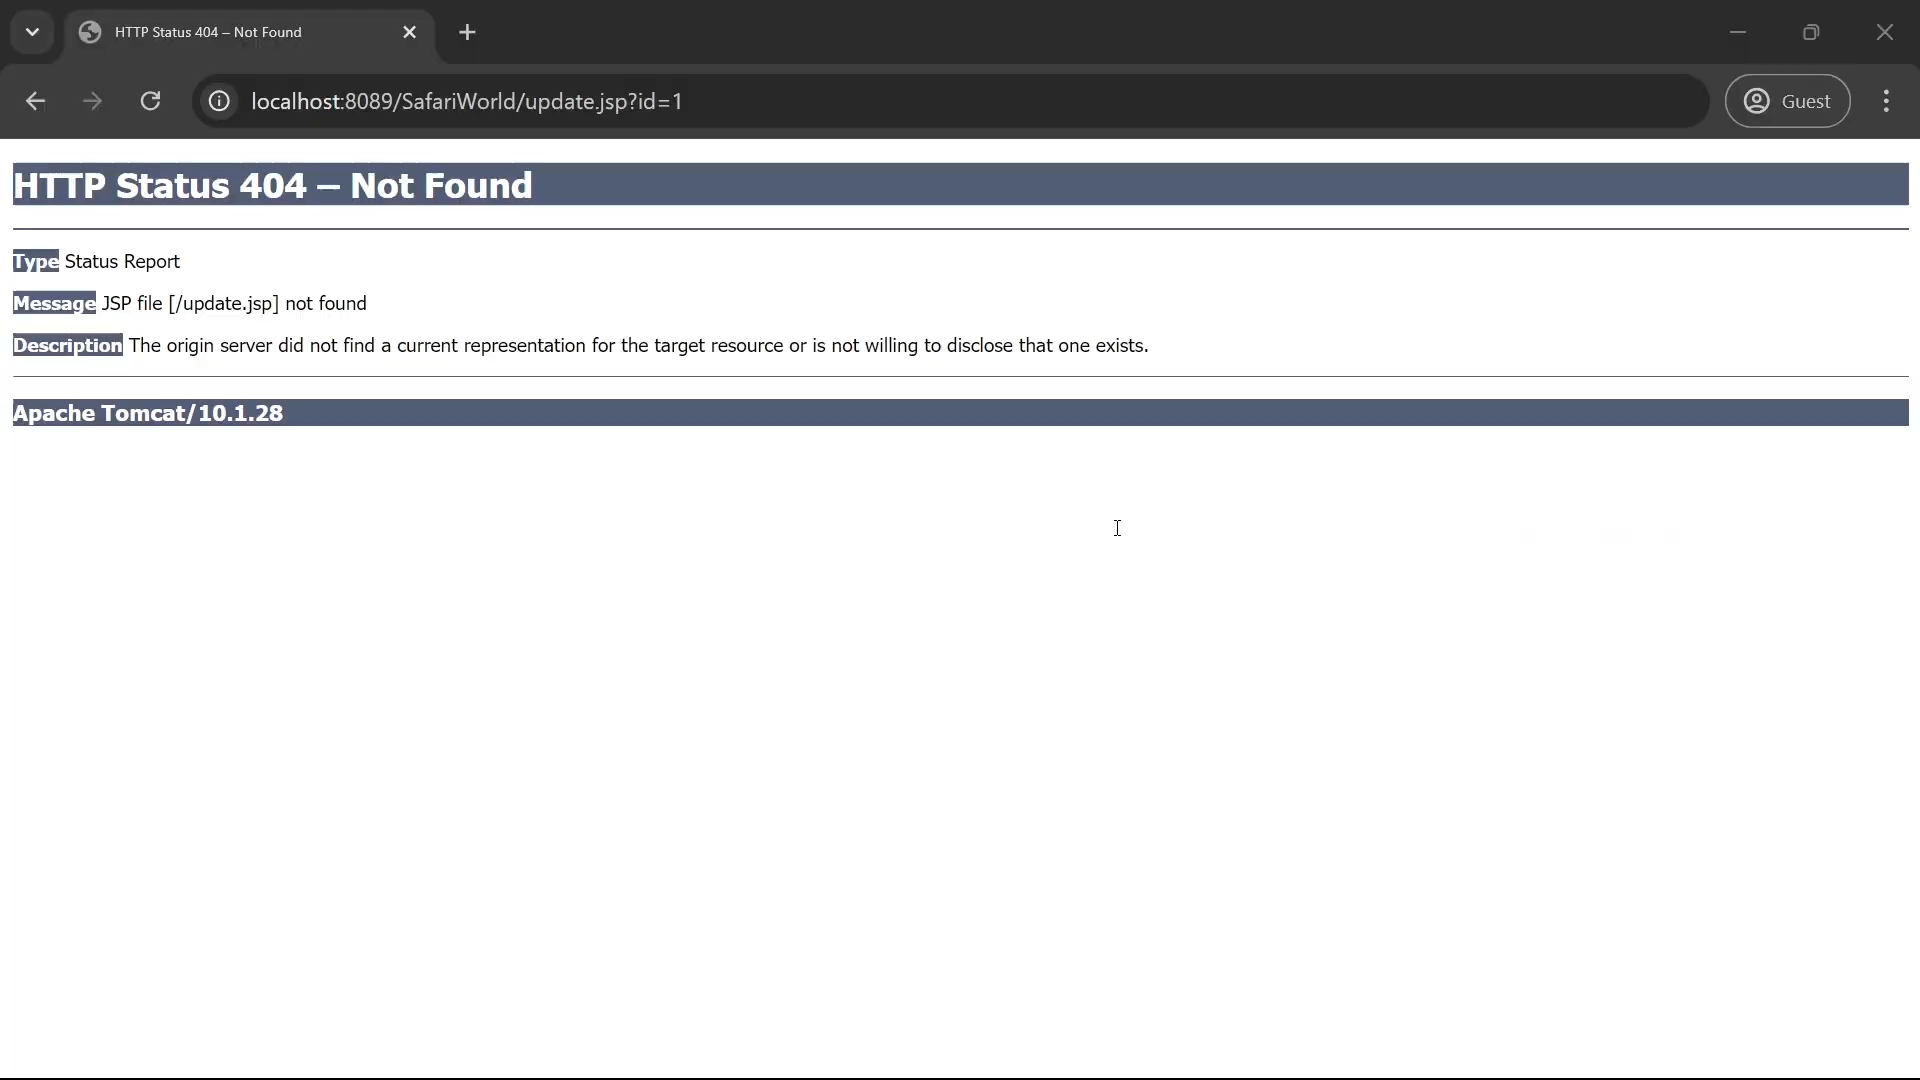 HTTP Status 404 – Not Found
localhost:8089/SafariWorld/update.jsp?id=1
Guest
HTTP Status 404 – Not Found
Type Status Report
Message JSP file [/update.jsp] not found
Description The origin server did not find a current representation for the target resource or is not willing to disclose that one exists.
Apache Tomcat/10.1.28